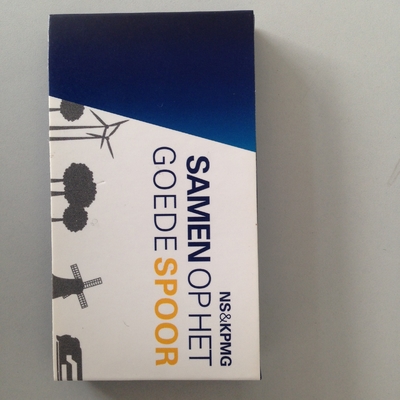 NS&KPMG
SAMEN OP HET
GOEDE SPOOR